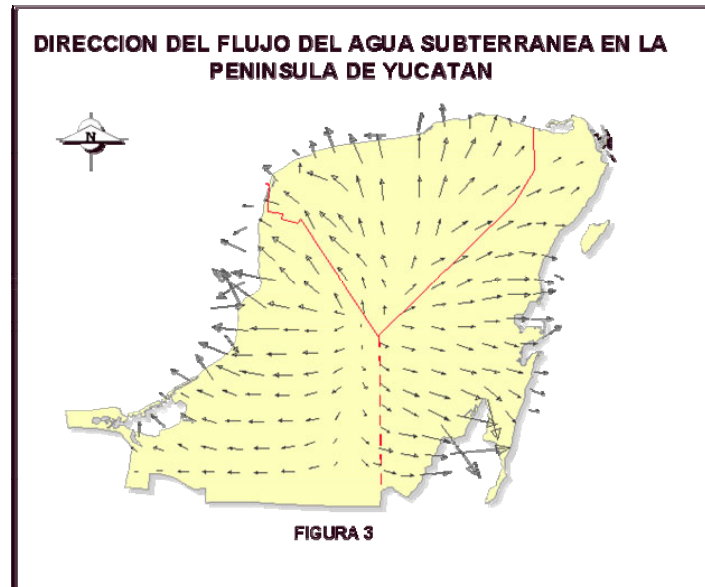 DIRECCION DEL FLUJO DEL AGUA SUBTERRANEA EN LA
PENINSULA DE YUCATAN
N
FIGURA 3